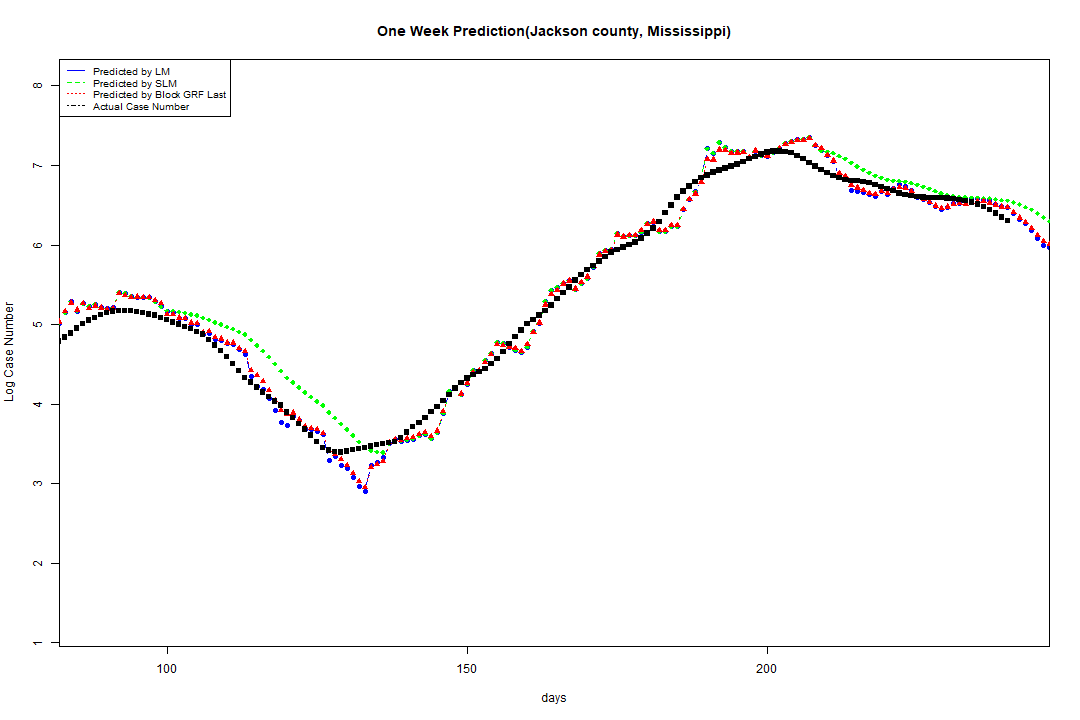 One Week Prediction(Jackson county, Mississippi)
Predicted by LM
Predicted by SLM
Predicted by Block GRF Last
Actual Case Number
8
7
6
5
4
3
2
1
Log Case Number
100 150 200
days